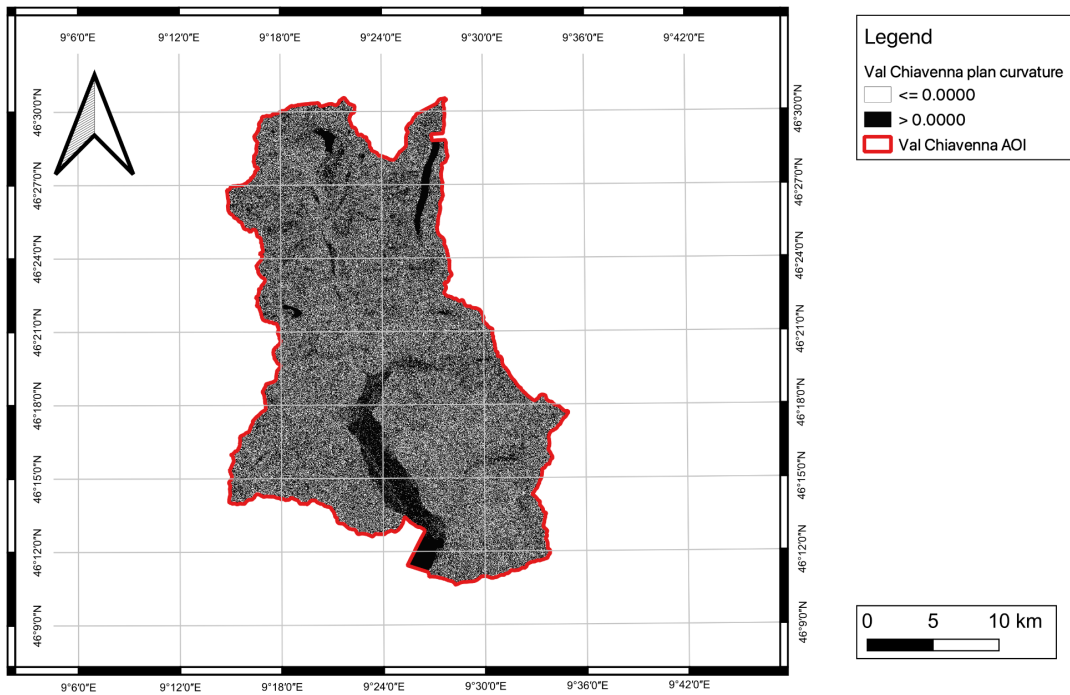 9°6'0"E 9°12'0"E 9°18'0"E 9°24'0"E 9°30'0"E 9°36'0"E 9°42'0"E
46°30'0"N 46°30'0"N
46°27'0"N 46°27'0"N
46°24'0"N 46°24'0"N
46°21'0"N 46°21'0"N
46°18'0"N 46°18'0"N
46°15'0"N 46°15'0"N
46°12'0"N 46°12'0"N
46°9'0"N 46°9'0"N
9°6'0"E 9°12'0"E 9°18'0"E 9°24'0"E 9°30'0"E 9°36'0"E 9°42'0"E
Legend
Val Chiavenna plan curvature
<= 0.0000
> 0.0000
Val Chiavenna AOI
0 5 10 km